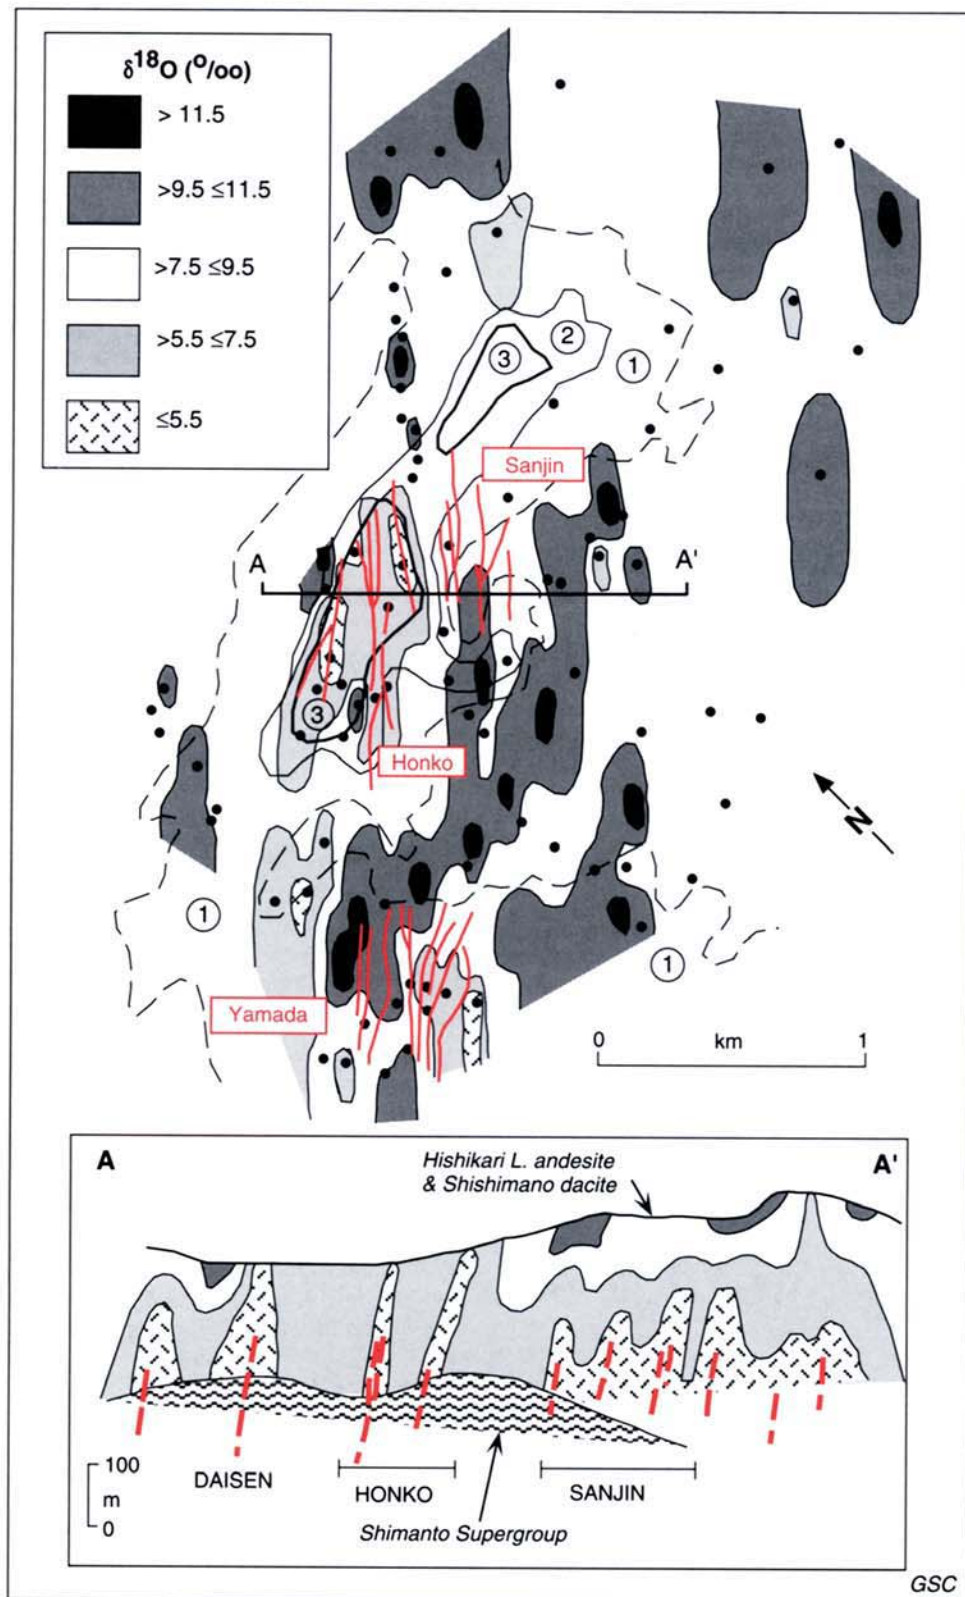 δ18O (o/oo)
> 11.5
>9.5 ≤11.5
>7.5 ≤9.5
>5.5 ≤7.5
≤5.5
2
3
1
Sanjin
A
A'
3
Honko
1
N
1
Yamada
0 km 1
A
Hishikari L. andesite
& Shishimano dacite
A'
100
m
0
DAISEN
HONKO
SANJIN
Shimanto Supergroup
GSC